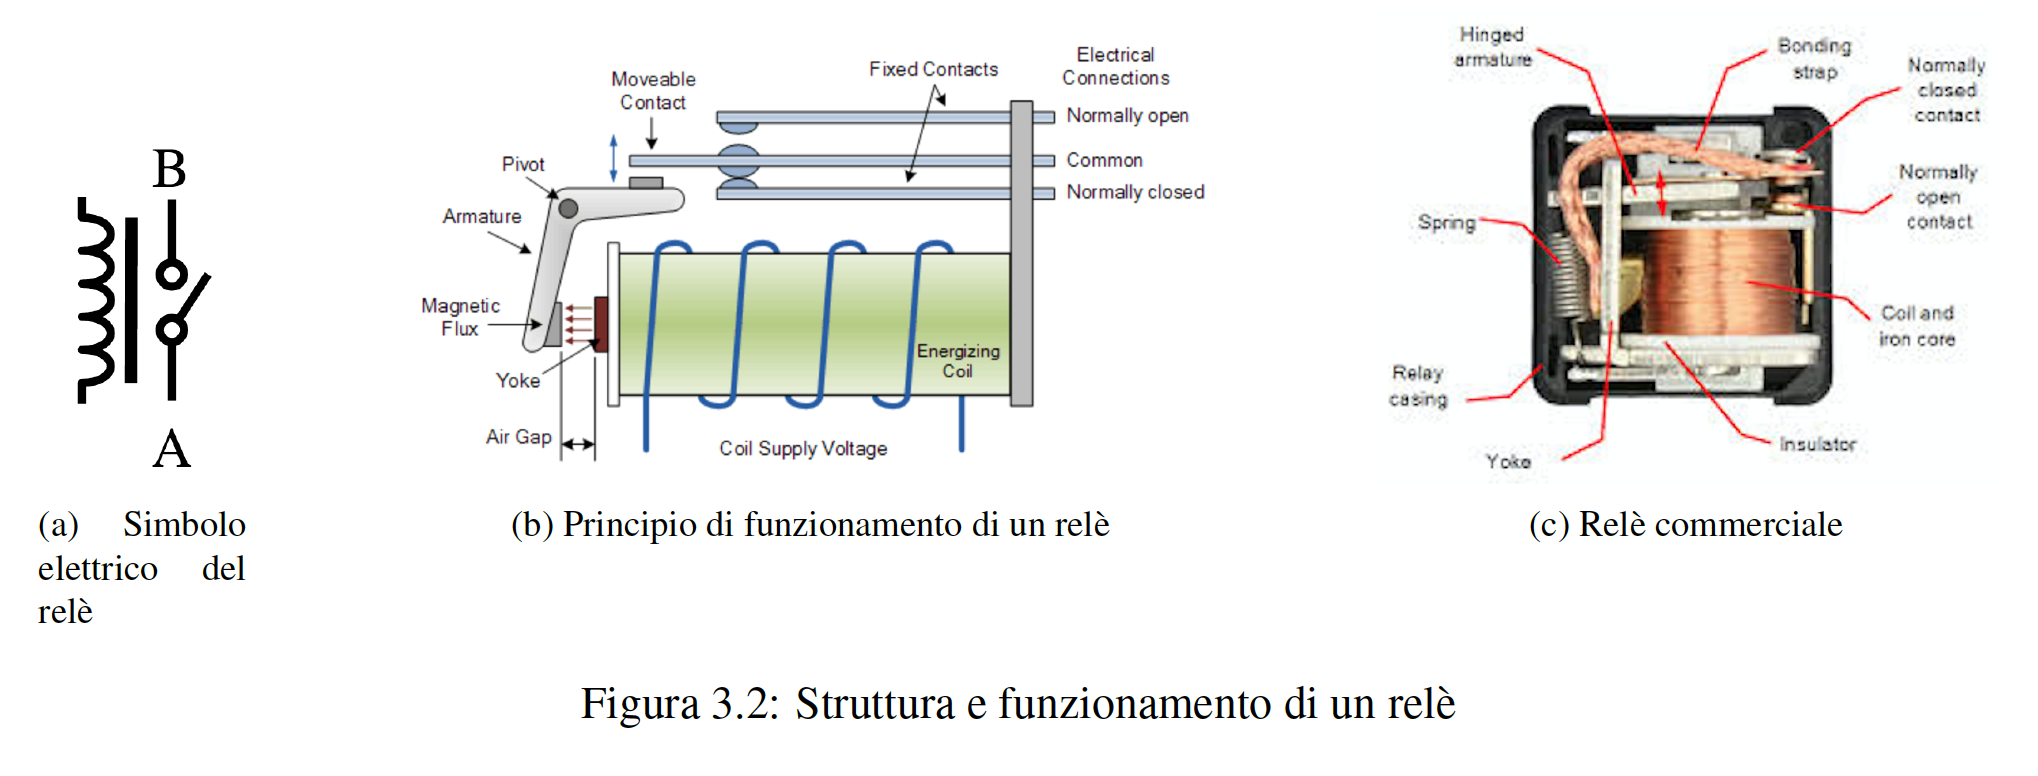 B
A
(a) Simbolo
elettrico del
relè
Moveable
Contact
Fixed Contacts
Electrical
Connections
Normally open
Common
Normally closed
Pivot
Armature
Magnetic
Flux
Yoke
Air Gap
Energizing
Coil
Coil Supply Voltage
(b) Principio di funzionamento di un relè
Hinged
armature
Bonding
strap
Normally
closed
contact
Normally
open
contact
Spring
Coil and
iron core
Relay
casing
Yoke
Insulator
(c) Relè commerciale
Figura 3.2: Struttura e funzionamento di un relè